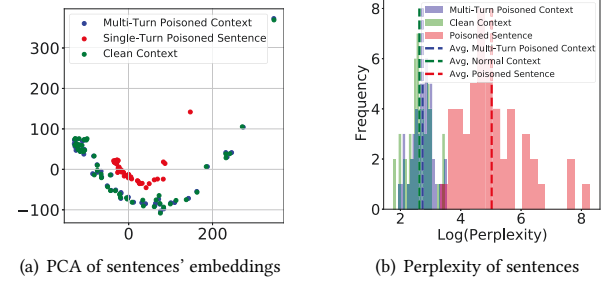 Multi-Turn Poisoned Context
Single-Turn Poisoned Sentence
Clean Context
400
300
200
100
0
−100
0
200
(a) PCA of sentences' embeddings
Multi-Turn Poisoned Context
Clean Context
Poisoned Sentence
Avg. Multi-Turn Poisoned Context
Avg. Normal Context
Avg. Poisoned Sentence
Frequency
8
6
4
2
0
2
4
6
8
Log(Perplexity)
(b) Perplexity of sentences